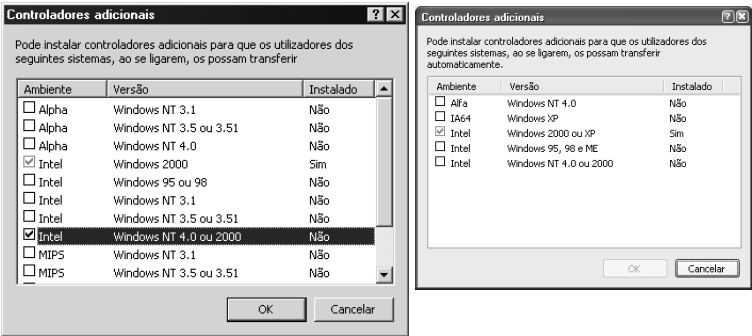 Controladores adicionais
Pode instalar controladores adicionais para que os utilizadores dos
seguintes sistemas, ao se ligarem, os possam transferir
Ambiente Versão Instalado
Alpha Windows NT 3.1 Não
Alpha Windows NT 3.5 ou 3.51 Não
Alpha Windows NT 4.0 Não
Intel Windows 2000 Sim
Intel Windows 95 ou 98 Não
Intel Windows NT 3.1 Não
Intel Windows NT 3.5 ou 3.51 Não
Intel Windows NT 4.0 ou 2000 Não
MIPS Windows NT 3.1 Não
MIPS Windows NT 3.5 ou 3.51 Não
OK Cancelar
Controladores adicionais
Pode instalar controladores adicionais para que os utilizadores dos
seguintes sistemas, ao se ligarem, os possam transferir
automaticamente.
Ambiente Versão Instalado
Alfa Windows NT 4.0 Não
IA64 Windows XP Não
Intel Windows 2000 ou XP Sim
Intel Windows 95, 98 e ME Não
Intel Windows NT 4.0 ou 2000 Não
OK Cancelar